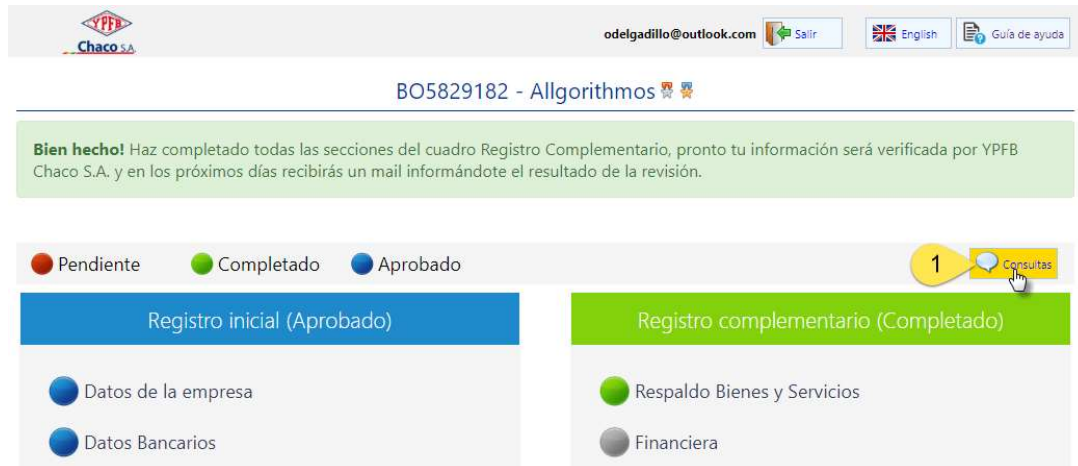 YPFB
Chaco S.A.
odelgadillo@outlook.com Salir English Guía de ayuda
BO5829182 - Allgorithmos
Bien hecho! Haz completado todas las secciones del cuadro Registro Complementario, pronto tu información será verificada por YPFB
Chaco S.A. y en los próximos días recibirás un mail informándote el resultado de la revisión.
Pendiente Completado Aprobado 1 Consultas
Registro inicial (Aprobado) Registro complementario (Completado)
Datos de la empresa Respaldo Bienes y Servicios
Datos Bancarios Financiera